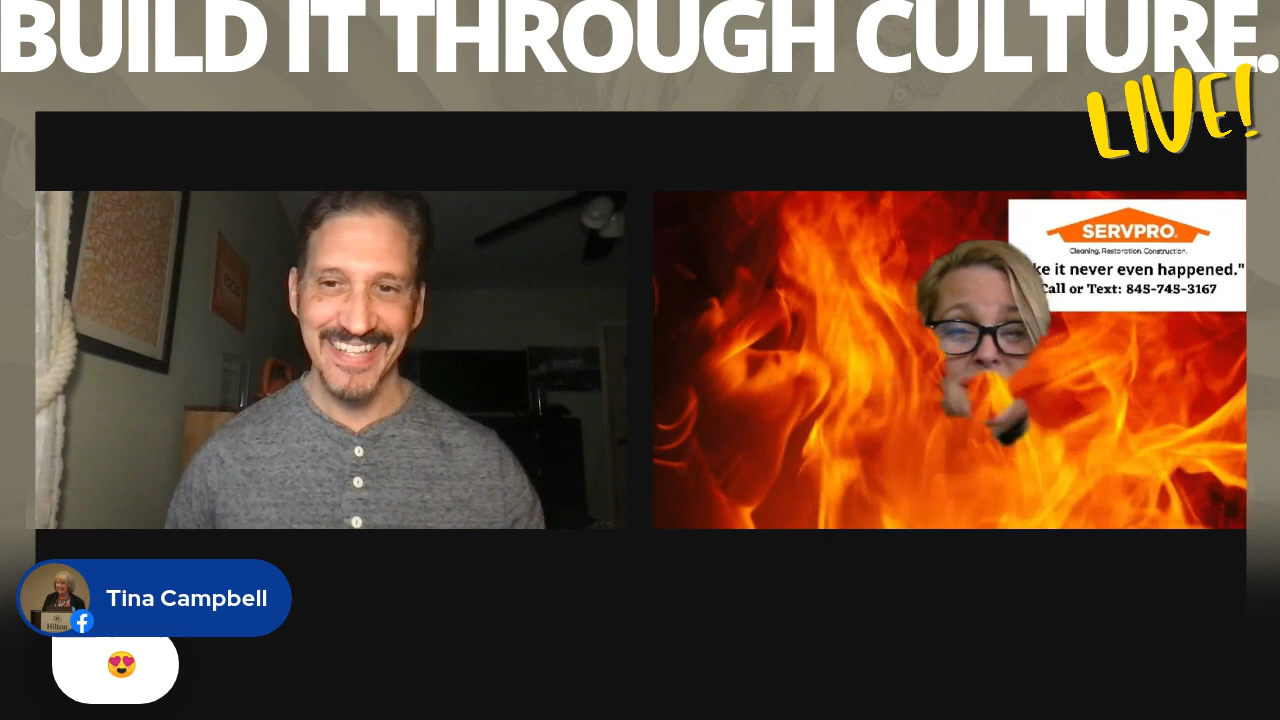 BUILD IT THROUGH CULTURE.
LIVE!
SERVPRO
Cleaning. Restoration. Construction.
ke it never even happened."
Call or Text: 845-745-3167
Hilton
Tina Campbell